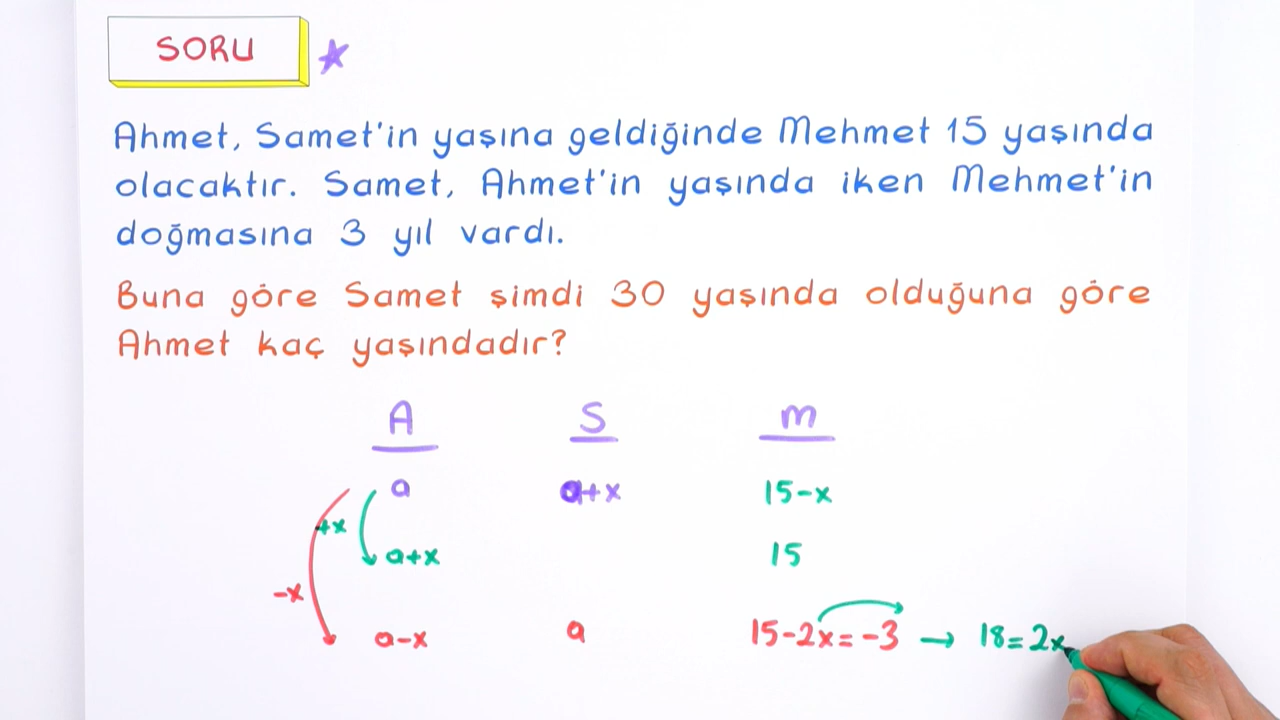 SORU
Ahmet, Samet'in yaşına geldiğinde Mehmet 15 yaşında
olacaktır. Samet, Ahmet'in yaşında iken Mehmet'in
doğmasına 3 yıl vardı.
Buna göre Samet şimdi 30 yaşında olduğuna göre
Ahmet kaç yaşındadır?
A S m
a a+x 15-x
+x
a+x 15
-x
a-x a 15-2x=-3 → 18=2x